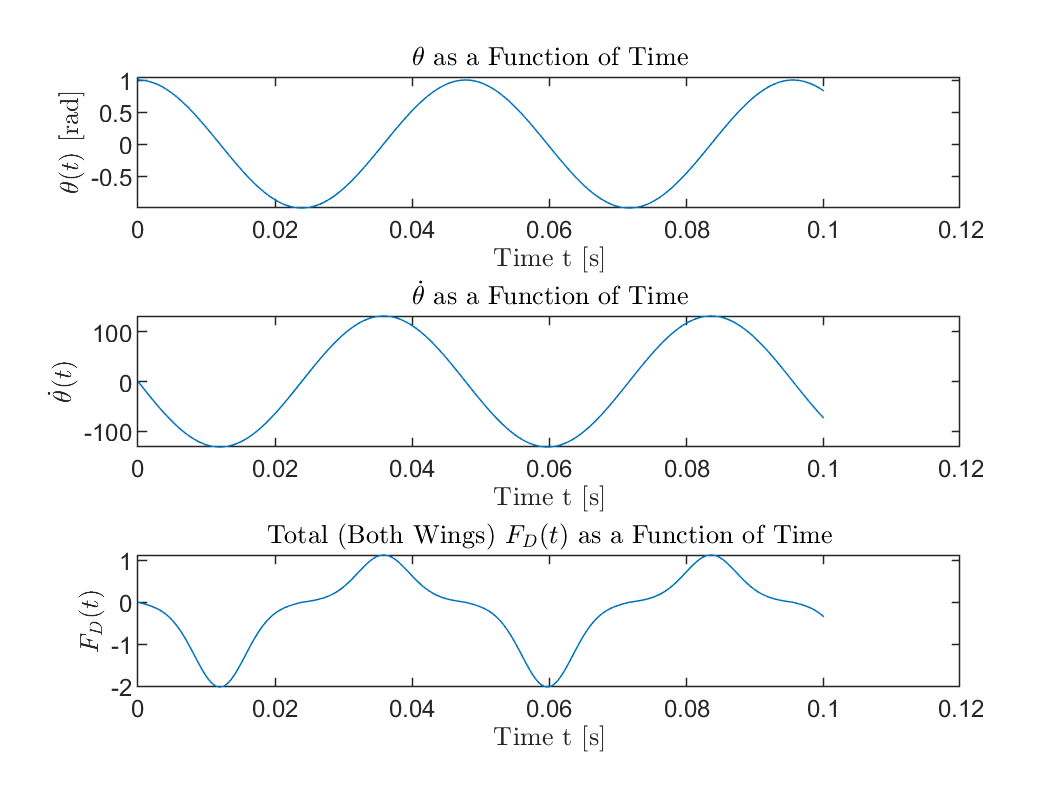 θ as a Function of Time
θ(t) [rad]
1
0.5
0
-0.5
0 0.02 0.04 0.06 0.08 0.1 0.12
Time t [s]
θ̇ as a Function of Time
θ̇(t)
100
0
-100
0 0.02 0.04 0.06 0.08 0.1 0.12
Time t [s]
Total (Both Wings) F_D(t) as a Function of Time
F_D(t)
1
0
-1
-2
0 0.02 0.04 0.06 0.08 0.1 0.12
Time t [s]